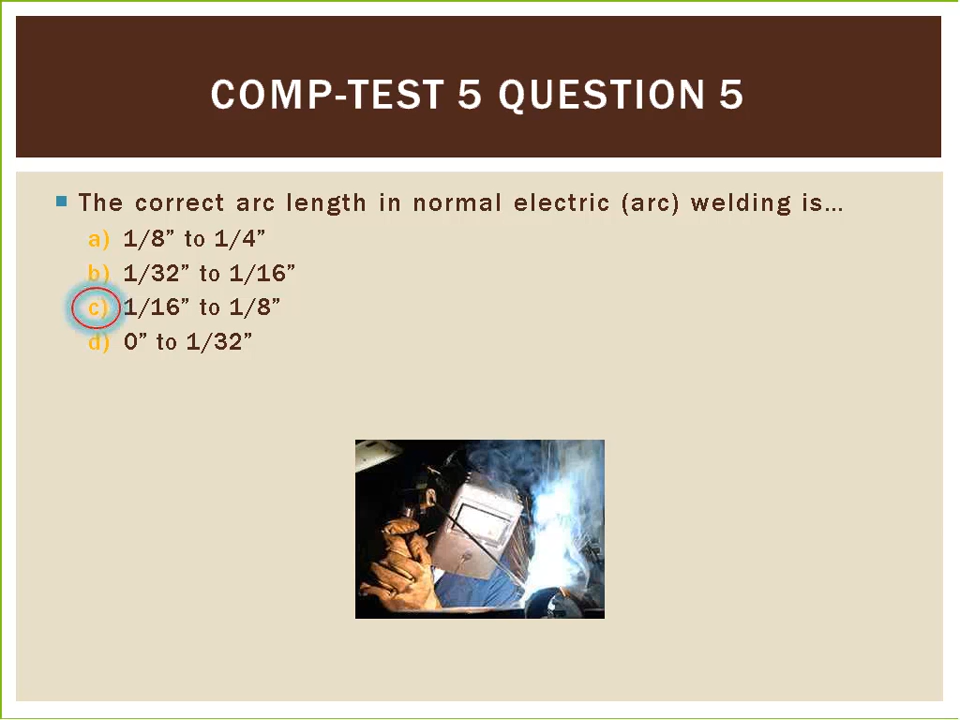 COMP-TEST 5 QUESTION 5
The correct arc length in normal electric (arc) welding is…
a) 1/8” to 1/4”
b) 1/32” to 1/16”
c) 1/16” to 1/8”
d) 0” to 1/32”